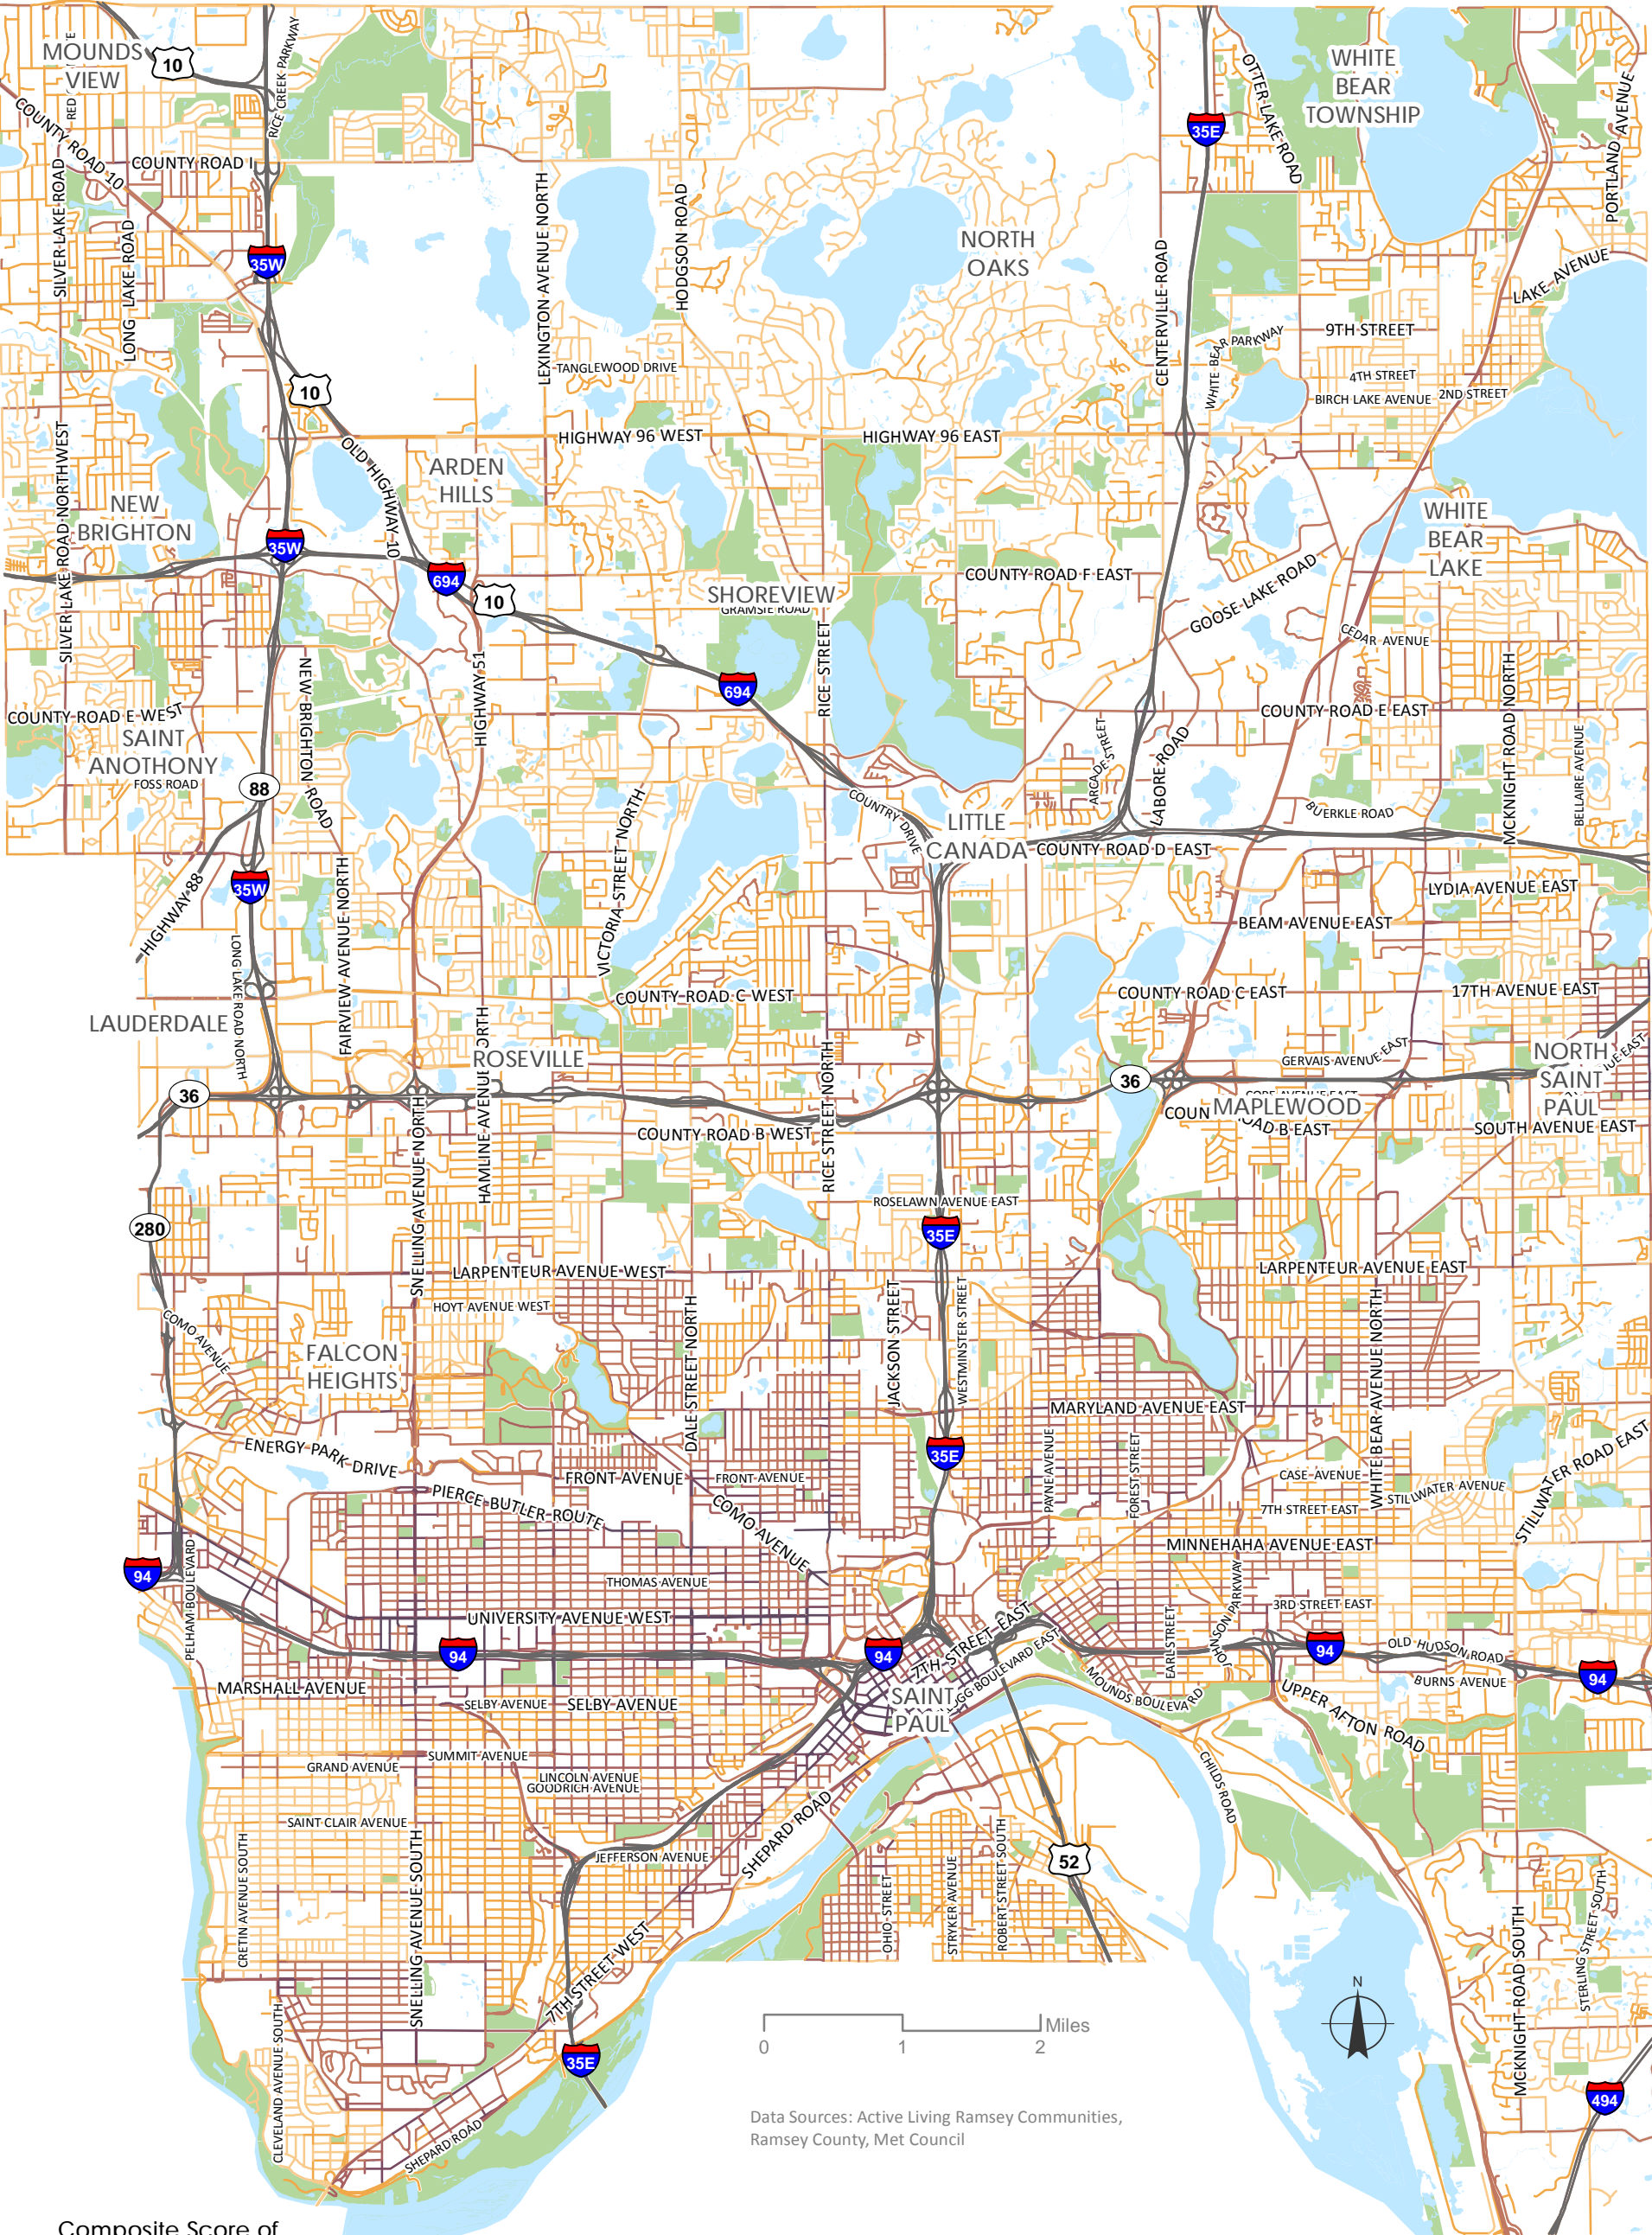 MOUNDS
VIEW
10
RICE CREEK PARKWAY
RED
COUNTY ROAD 10
COUNTY ROAD I
SILVER LAKE ROAD
LONG LAKE ROAD
35W
LEXINGTON AVENUE NORTH
HODGSON ROAD
NORTH
OAKS
CENTERVILLE ROAD
35E
OTTER LAKE ROAD
WHITE
BEAR
TOWNSHIP
PORTLAND AVENUE
LAKE AVENUE
WHITE BEAR PARKWAY
9TH STREET
4TH STREET
BIRCH LAKE AVENUE
2ND STREET
TANGLEWOOD DRIVE
10
OLD HIGHWAY 10
HIGHWAY 96 WEST
HIGHWAY 96 EAST
ARDEN
HILLS
SILVER LAKE ROAD NORTHWEST
NEW
BRIGHTON
35W
694
10
WHITE
BEAR
LAKE
COUNTY ROAD F EAST
GOOSE LAKE ROAD
SHOREVIEW
GRAMSIE ROAD
RICE STREET
CEDAR AVENUE
NEW BRIGHTON ROAD
HIGHWAY 51
694
COUNTY ROAD E WEST
COUNTY ROAD E EAST
MCKNIGHT ROAD NORTH
BELLAIRE AVENUE
SAINT
ANOTHONY
FOSS ROAD
88
ARCADE STREET
LABORE ROAD
BUERKLE ROAD
VICTORIA STREET NORTH
COUNTRY DRIVE
LITTLE
CANADA
COUNTY ROAD D EAST
HIGHWAY 88
35W
LYDIA AVENUE EAST
BEAM AVENUE EAST
LONG LAKE ROAD NORTH
FAIRVIEW AVENUE NORTH
COUNTY ROAD C WEST
COUNTY ROAD C EAST
17TH AVENUE EAST
LAUDERDALE
ROSEVILLE
GERVAIS AVENUE EAST
NORTH
SAINT
PAUL
36
36
MAPLEWOOD
COUN
OAD B EAST
COUNTY ROAD B WEST
SOUTH AVENUE EAST
SNELLING AVENUE NORTH
HAMLINE AVENUE NORTH
RICE STREET NORTH
ROSELAWN AVENUE EAST
280
35E
LARPENTEUR AVENUE WEST
LARPENTEUR AVENUE EAST
HOYT AVENUE WEST
COMO AVENUE
FALCON
HEIGHTS
DALE STREET NORTH
JACKSON STREET
WESTMINSTER STREET
WHITE BEAR AVENUE NORTH
MARYLAND AVENUE EAST
ENERGY PARK DRIVE
35E
PAYNE AVENUE
FOREST STREET
FRONT AVENUE
FRONT AVENUE
CASE AVENUE
STILLWATER AVENUE
STILLWATER ROAD EAST
PIERCE BUTLER ROUTE
COMO AVENUE
7TH STREET EAST
MINNEHAHA AVENUE EAST
94
PELHAM BOULEVARD
THOMAS AVENUE
UNIVERSITY AVENUE WEST
3RD STREET EAST
EARL STREET
JOHNSON PARKWAY
94
94
7TH STREET EAST
OGG BOULEVARD EAST
94
OLD HUDSON ROAD
94
MARSHALL AVENUE
SELBY AVENUE
SELBY AVENUE
SAINT
PAUL
MOUNDS BOULEVA
D
BURNS AVENUE
UPPER AFTON ROAD
SUMMIT AVENUE
GRAND AVENUE
LINCOLN AVENUE
GOODRICH AVENUE
CHILDS ROAD
SAINT CLAIR AVENUE
SHEPARD ROAD
JEFFERSON AVENUE
52
CRETIN AVENUE SOUTH
SNELLING AVENUE SOUTH
OHIO STREET
STRYKER AVENUE
ROBERT STREET SOUTH
7TH STREET WEST
MCKNIGHT ROAD SOUTH
STERLING STREET SOUTH
CLEVELAND AVENUE SOUTH
35E
SHEPARD ROAD
N
Miles
0 1 2
494
Data Sources: Active Living Ramsey Communities,
Ramsey County, Met Council
Composite Score of